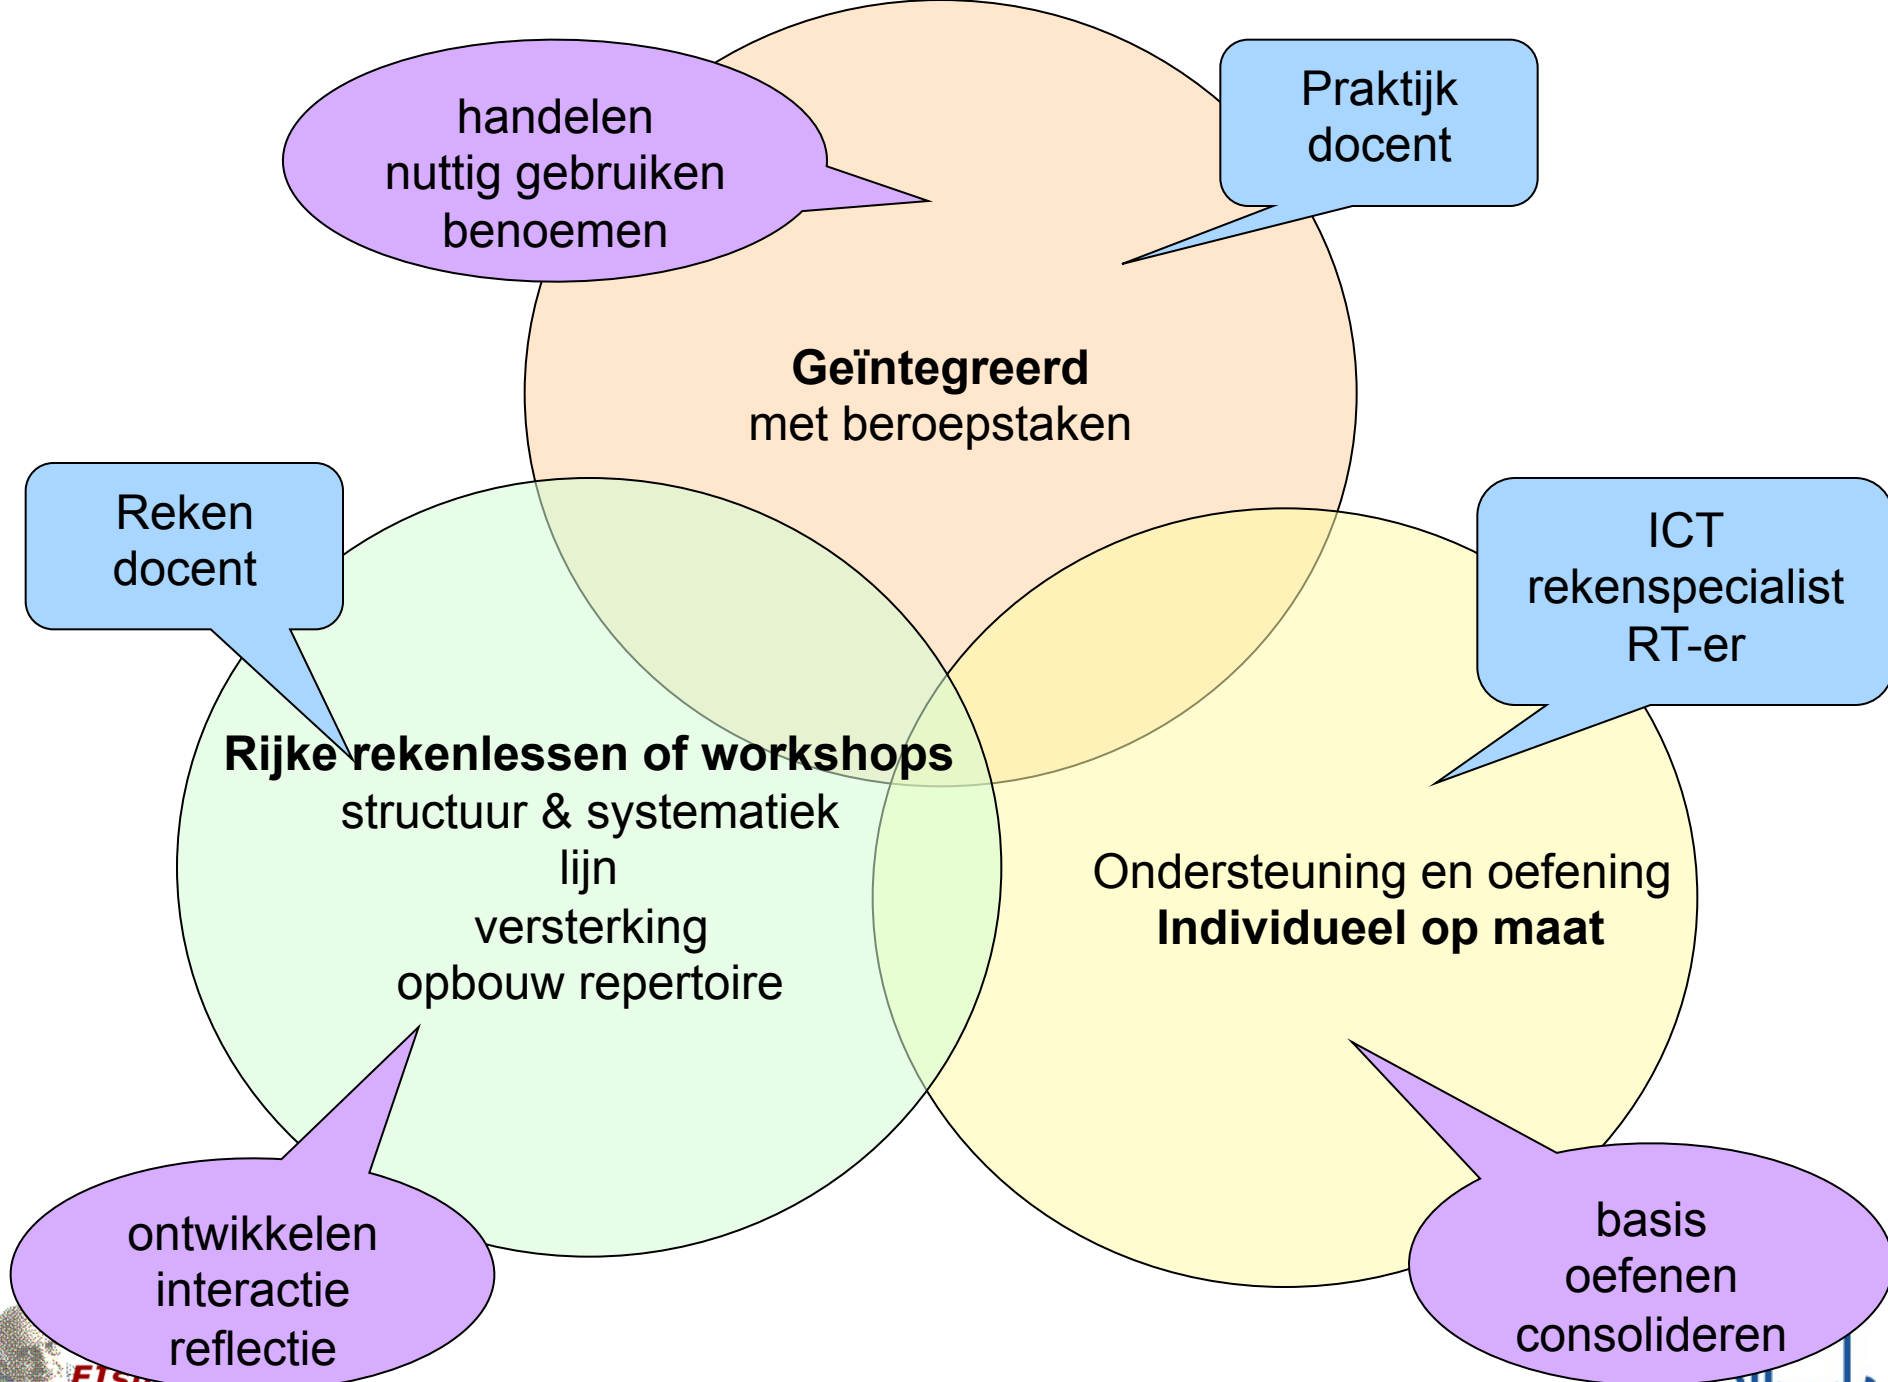 handelen
nuttig gebruiken
benoemen
Praktijk
docent
Geïntegreerd
met beroepstaken
Reken
docent
ICT
rekenspecialist
RT-er
Rijke rekenlessen of workshops
structuur & systematiek
lijn
versterking
opbouw repertoire
Ondersteuning en oefening
Individueel op maat
ontwikkelen
interactie
reflectie
basis
oefenen
consolideren